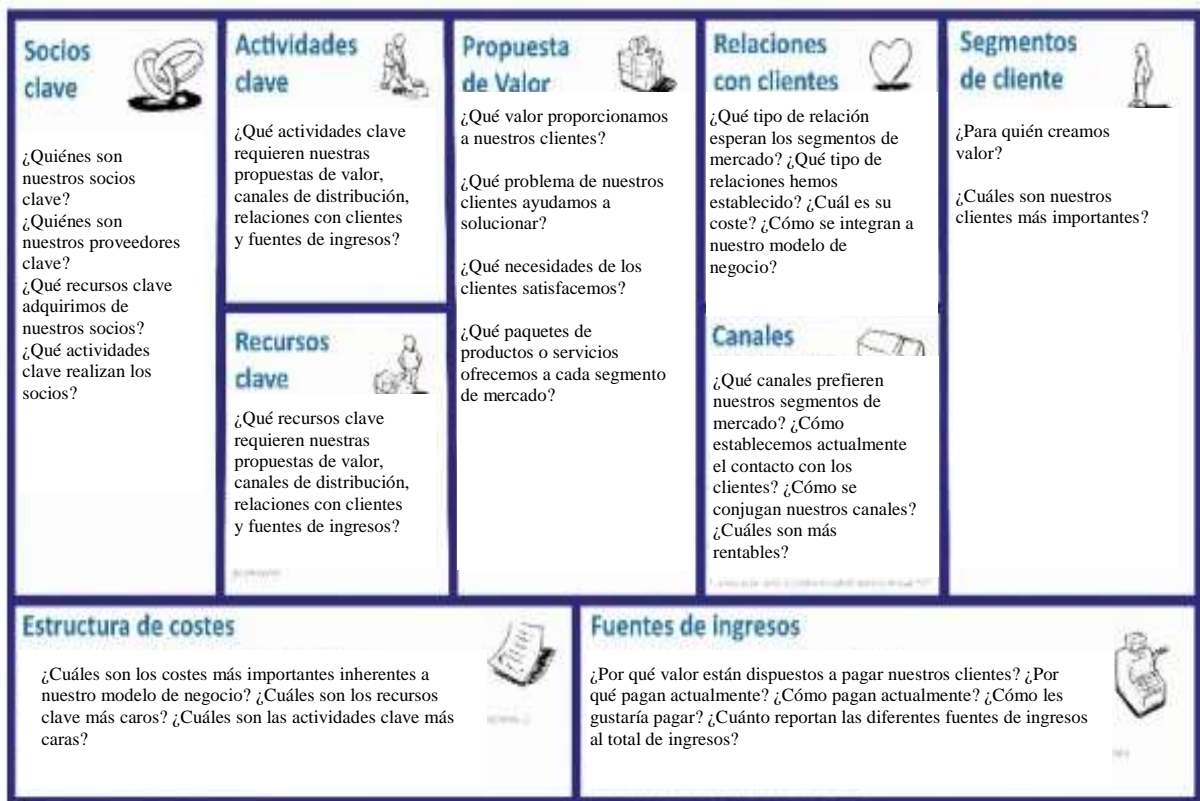 Socios
clave
¿Quiénes son
nuestros socios
clave?
¿Quiénes son
nuestros proveedores
clave?
¿Qué recursos clave
adquirimos de
nuestros socios?
¿Qué actividades
clave realizan los
socios?
Actividades
clave
¿Qué actividades clave
requieren nuestras
propuestas de valor,
canales de distribución,
relaciones con clientes
y fuentes de ingresos?
Recursos
clave
¿Qué recursos clave
requieren nuestras
propuestas de valor,
canales de distribución,
relaciones con clientes
y fuentes de ingresos?
Propuesta
de Valor
¿Qué valor proporcionamos
a nuestros clientes?
¿Qué problema de nuestros
clientes ayudamos a
solucionar?
¿Qué necesidades de los
clientes satisfacemos?
¿Qué paquetes de
productos o servicios
ofrecemos a cada segmento
de mercado?
Relaciones
con clientes
¿Qué tipo de relación
esperan los segmentos de
mercado? ¿Qué tipo de
relaciones hemos
establecido? ¿Cuál es su
coste? ¿Cómo se integran a
nuestro modelo de
negocio?
Canales
¿Qué canales prefieren
nuestros segmentos de
mercado? ¿Cómo
establecemos actualmente
el contacto con los
clientes? ¿Cómo se
conjugan nuestros canales?
¿Cuáles son más
rentables?
Segmentos
de cliente
¿Para quién creamos
valor?
¿Cuáles son nuestros
clientes más importantes?
Estructura de costes
¿Cuáles son los costes más importantes inherentes a
nuestro modelo de negocio? ¿Cuáles son los recursos
clave más caros? ¿Cuáles son las actividades clave más
caras?
Fuentes de ingresos
¿Por qué valor están dispuestos a pagar nuestros clientes? ¿Por
qué pagan actualmente? ¿Cómo pagan actualmente? ¿Cómo les
gustaría pagar? ¿Cuánto reportan las diferentes fuentes de ingresos
al total de ingresos?